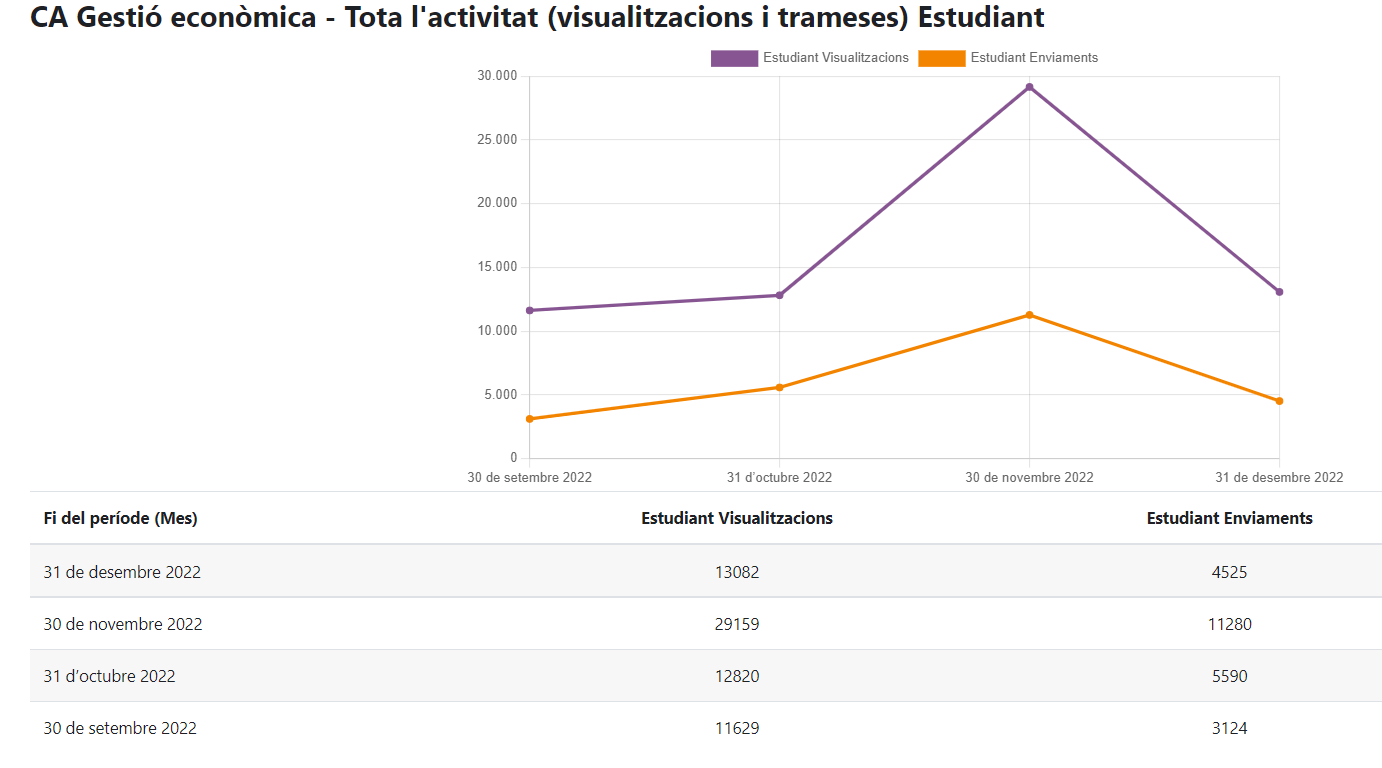 CA Gestió econòmica - Tota l'activitat (visualitzacions i trameses) Estudiant
Estudiant Visualitzacions Estudiant Enviaments
30.000
25.000
20.000
15.000
10.000
5.000
0
30 de setembre 2022 31 d’octubre 2022 30 de novembre 2022 31 de desembre 2022
Fi del període (Mes) Estudiant Visualitzacions Estudiant Enviaments
31 de desembre 2022 13082 4525
30 de novembre 2022 29159 11280
31 d’octubre 2022 12820 5590
30 de setembre 2022 11629 3124